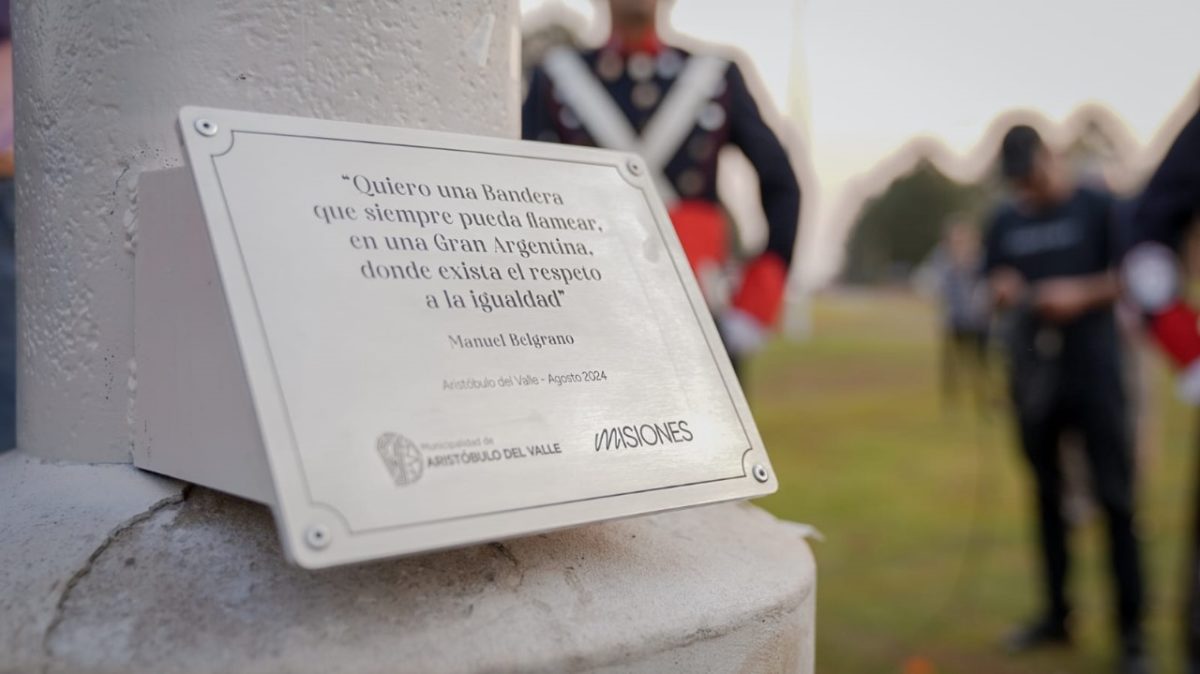 “Quiero una Bandera
que siempre pueda flamear,
en una Gran Argentina,
donde exista el respeto
a la igualdad”
Manuel Belgrano
Aristóbulo del Valle - Agosto 2024
Municipalidad de
ARISTÓBULO DEL VALLE
MISIONES